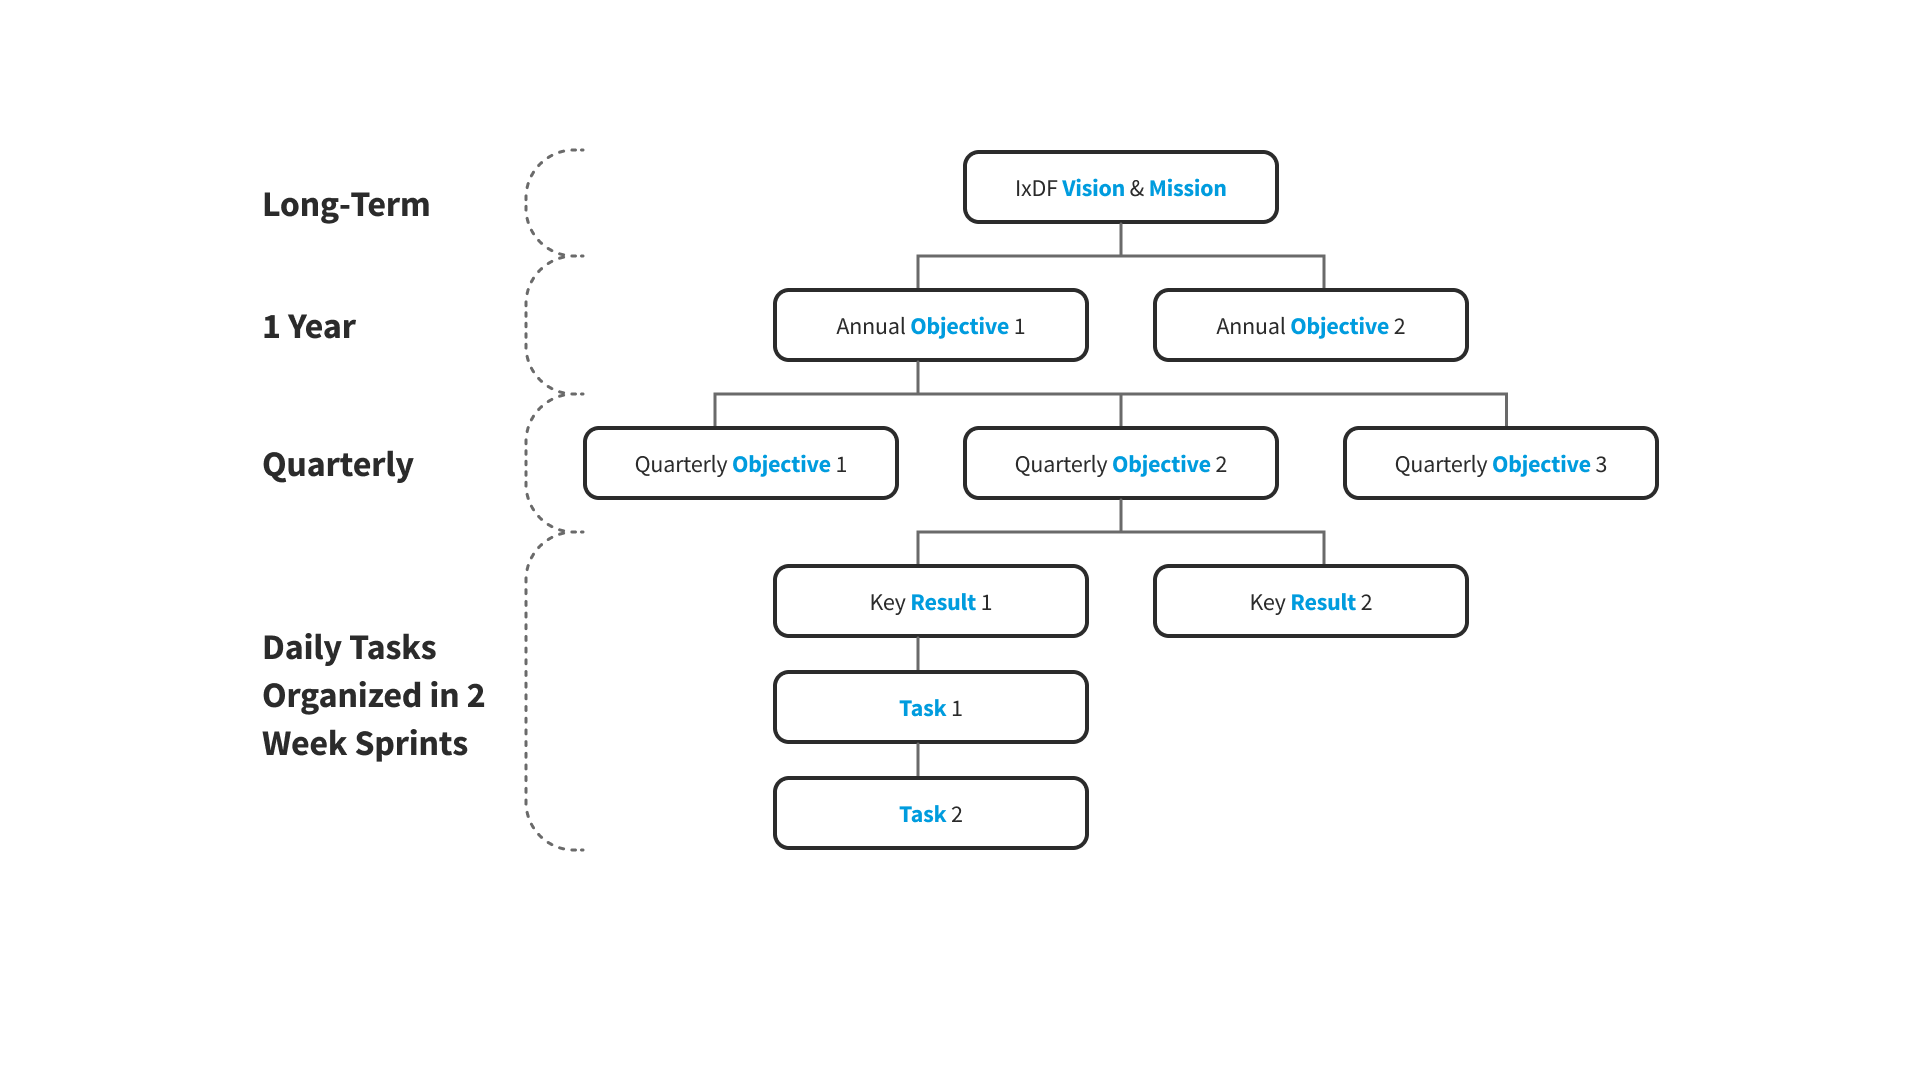 Long-Term
IxDF Vision & Mission
1 Year
Annual Objective 1
Annual Objective 2
Quarterly
Quarterly Objective 1
Quarterly Objective 2
Quarterly Objective 3
Daily Tasks
Organized in 2
Week Sprints
Key Result 1
Key Result 2
Task 1
Task 2